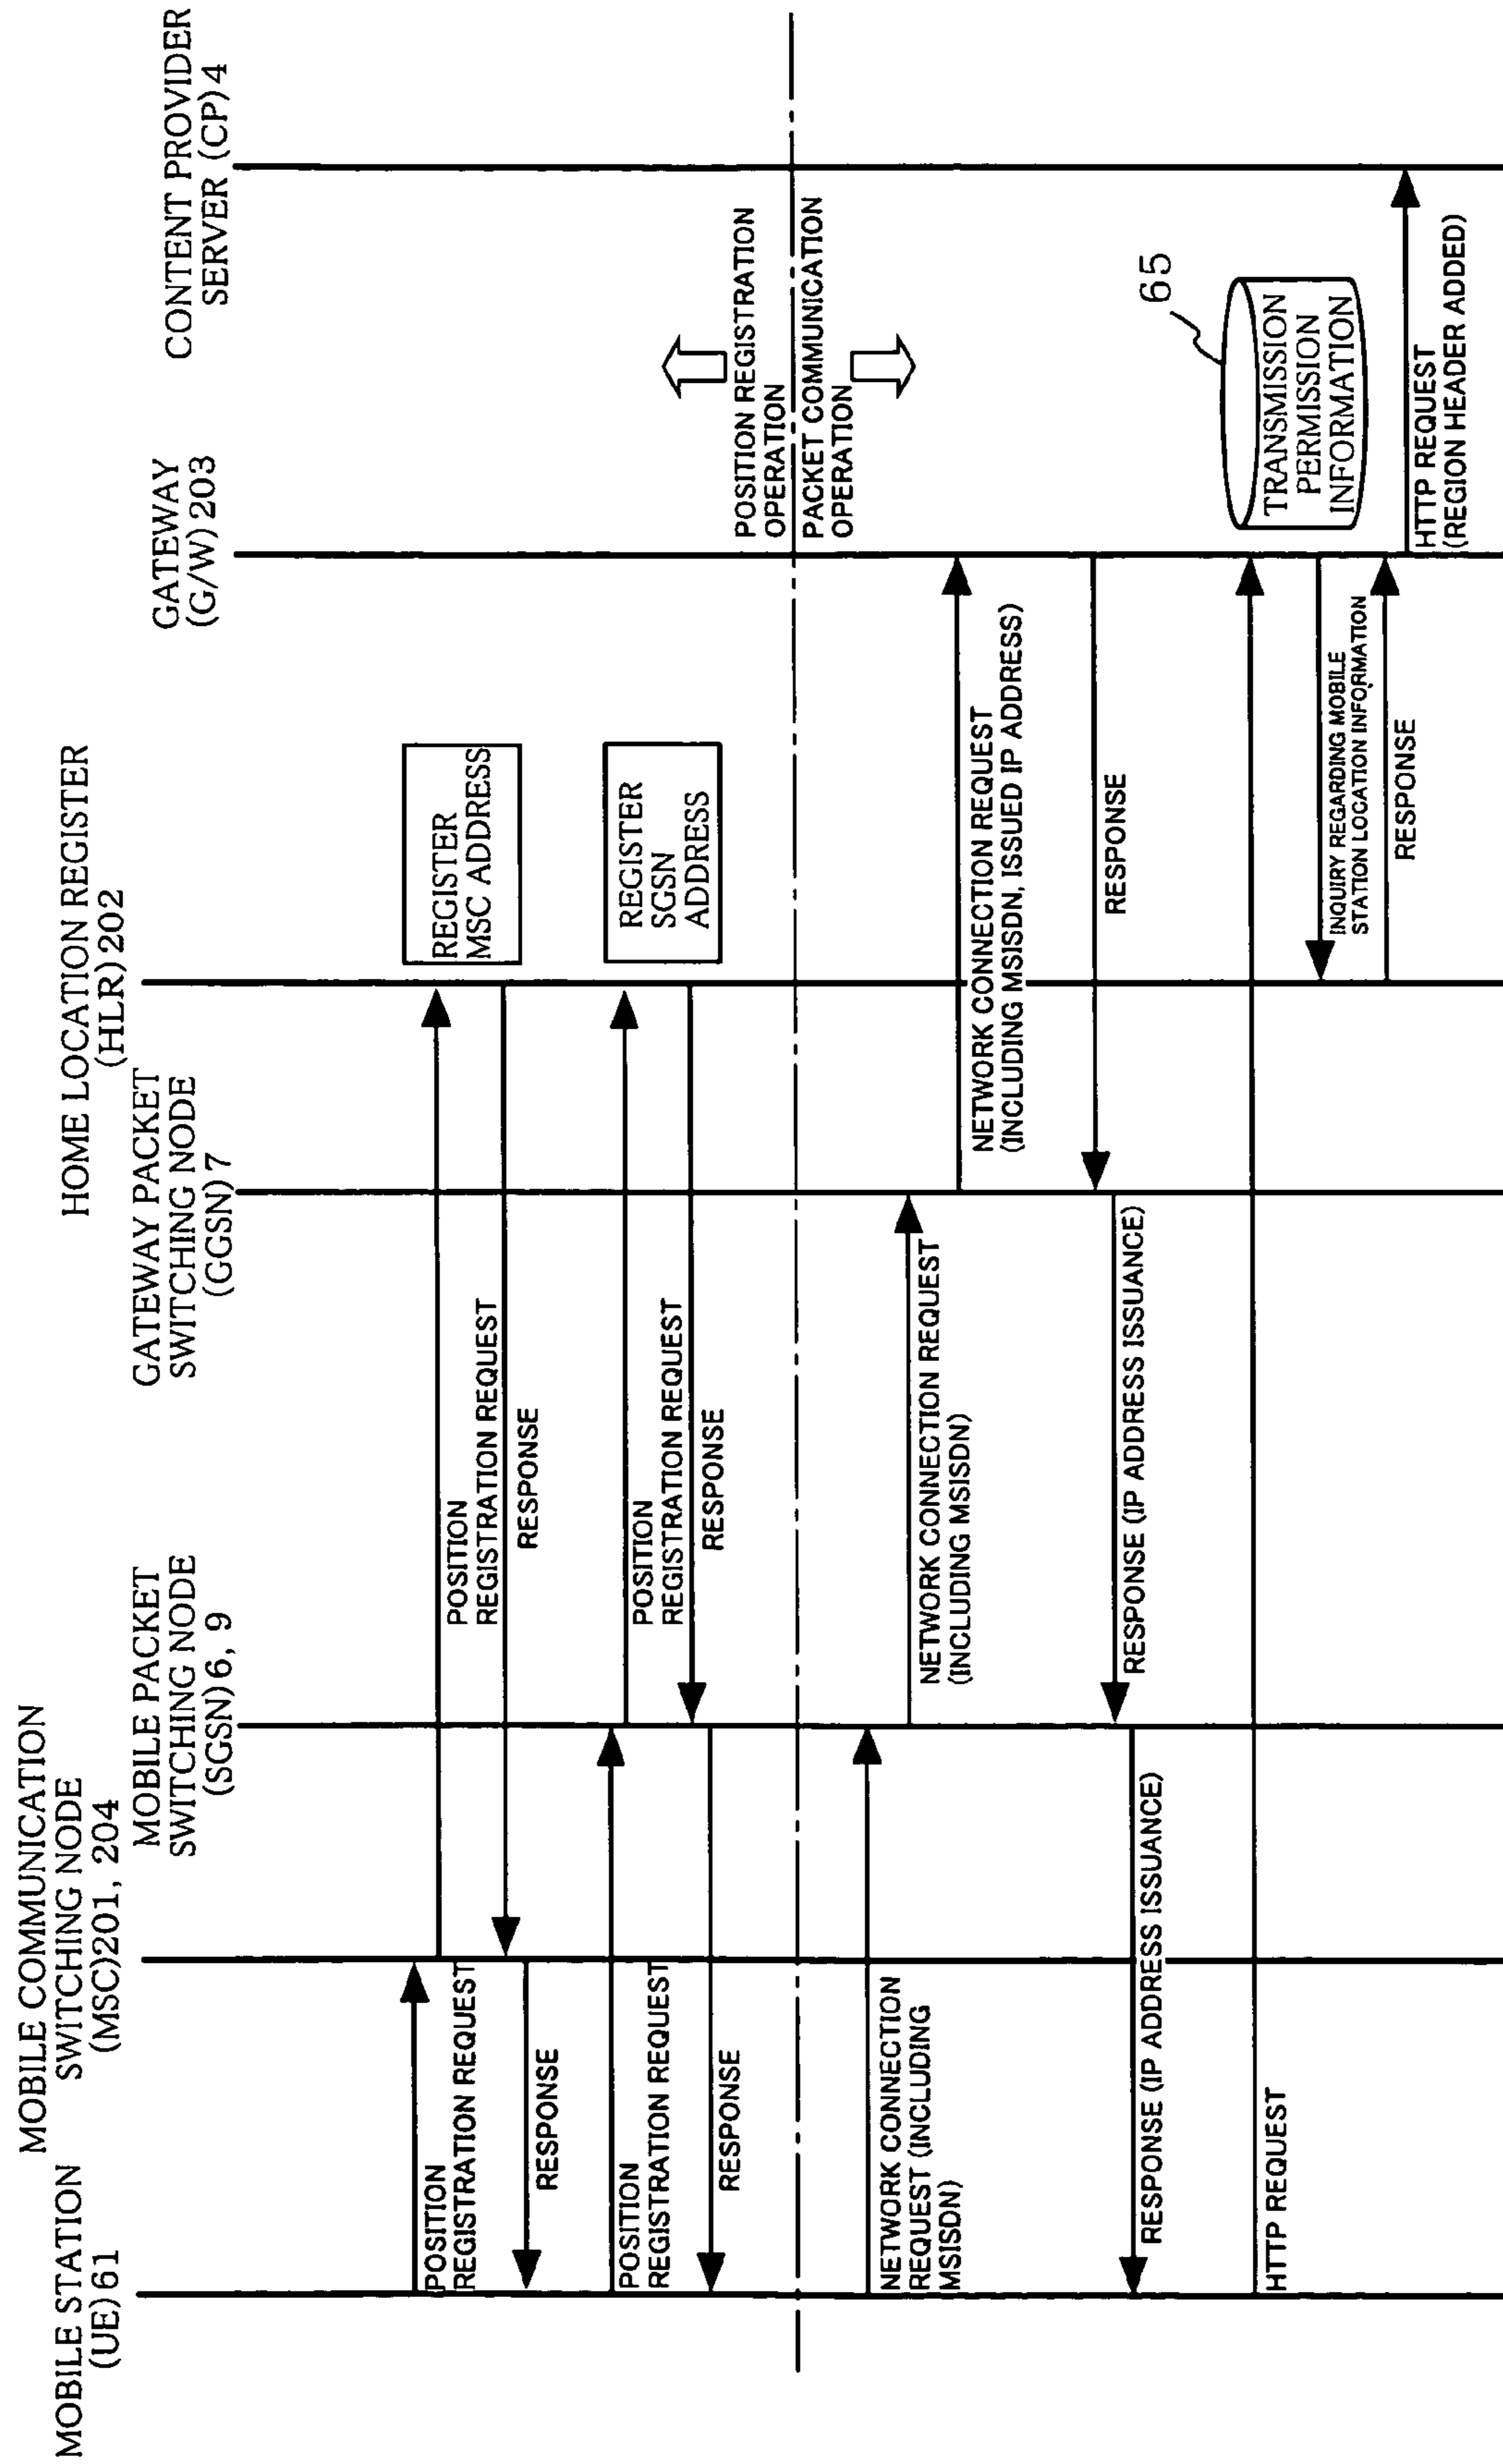 MOBILE STATION
(UE)61
MOBILE COMMUNICATION
SWITCHING NODE
(MSC)201, 204
MOBILE PACKET
SWITCHING NODE
(SGSN)6, 9
GATEWAY PACKET
SWITCHING NODE
(GGSN)7
HOME LOCATION REGISTER
(HLR)202
GATEWAY
(G/W)203
CONTENT PROVIDER
SERVER (CP)4
POSITION
REGISTRATION REQUEST
POSITION
REGISTRATION REQUEST
REGISTER
MSC ADDRESS
RESPONSE
RESPONSE
POSITION
REGISTRATION REQUEST
POSITION
REGISTRATION REQUEST
REGISTER
SGSN
ADDRESS
RESPONSE
RESPONSE
POSITION REGISTRATION
OPERATION
PACKET COMMUNICATION
OPERATION
NETWORK CONNECTION
REQUEST (INCLUDING
MSISDN)
NETWORK CONNECTION REQUEST
(INCLUDING MSISDN)
NETWORK CONNECTION REQUEST
(INCLUDING MSISDN, ISSUED IP ADDRESS)
RESPONSE
RESPONSE (IP ADDRESS ISSUANCE)
RESPONSE (IP ADDRESS ISSUANCE)
HTTP REQUEST
65
TRANSMISSION
PERMISSION
INFORMATION
INQUIRY REGARDING MOBILE
STATION LOCATION INFORMATION
RESPONSE
HTTP REQUEST
(REGION HEADER ADDED)